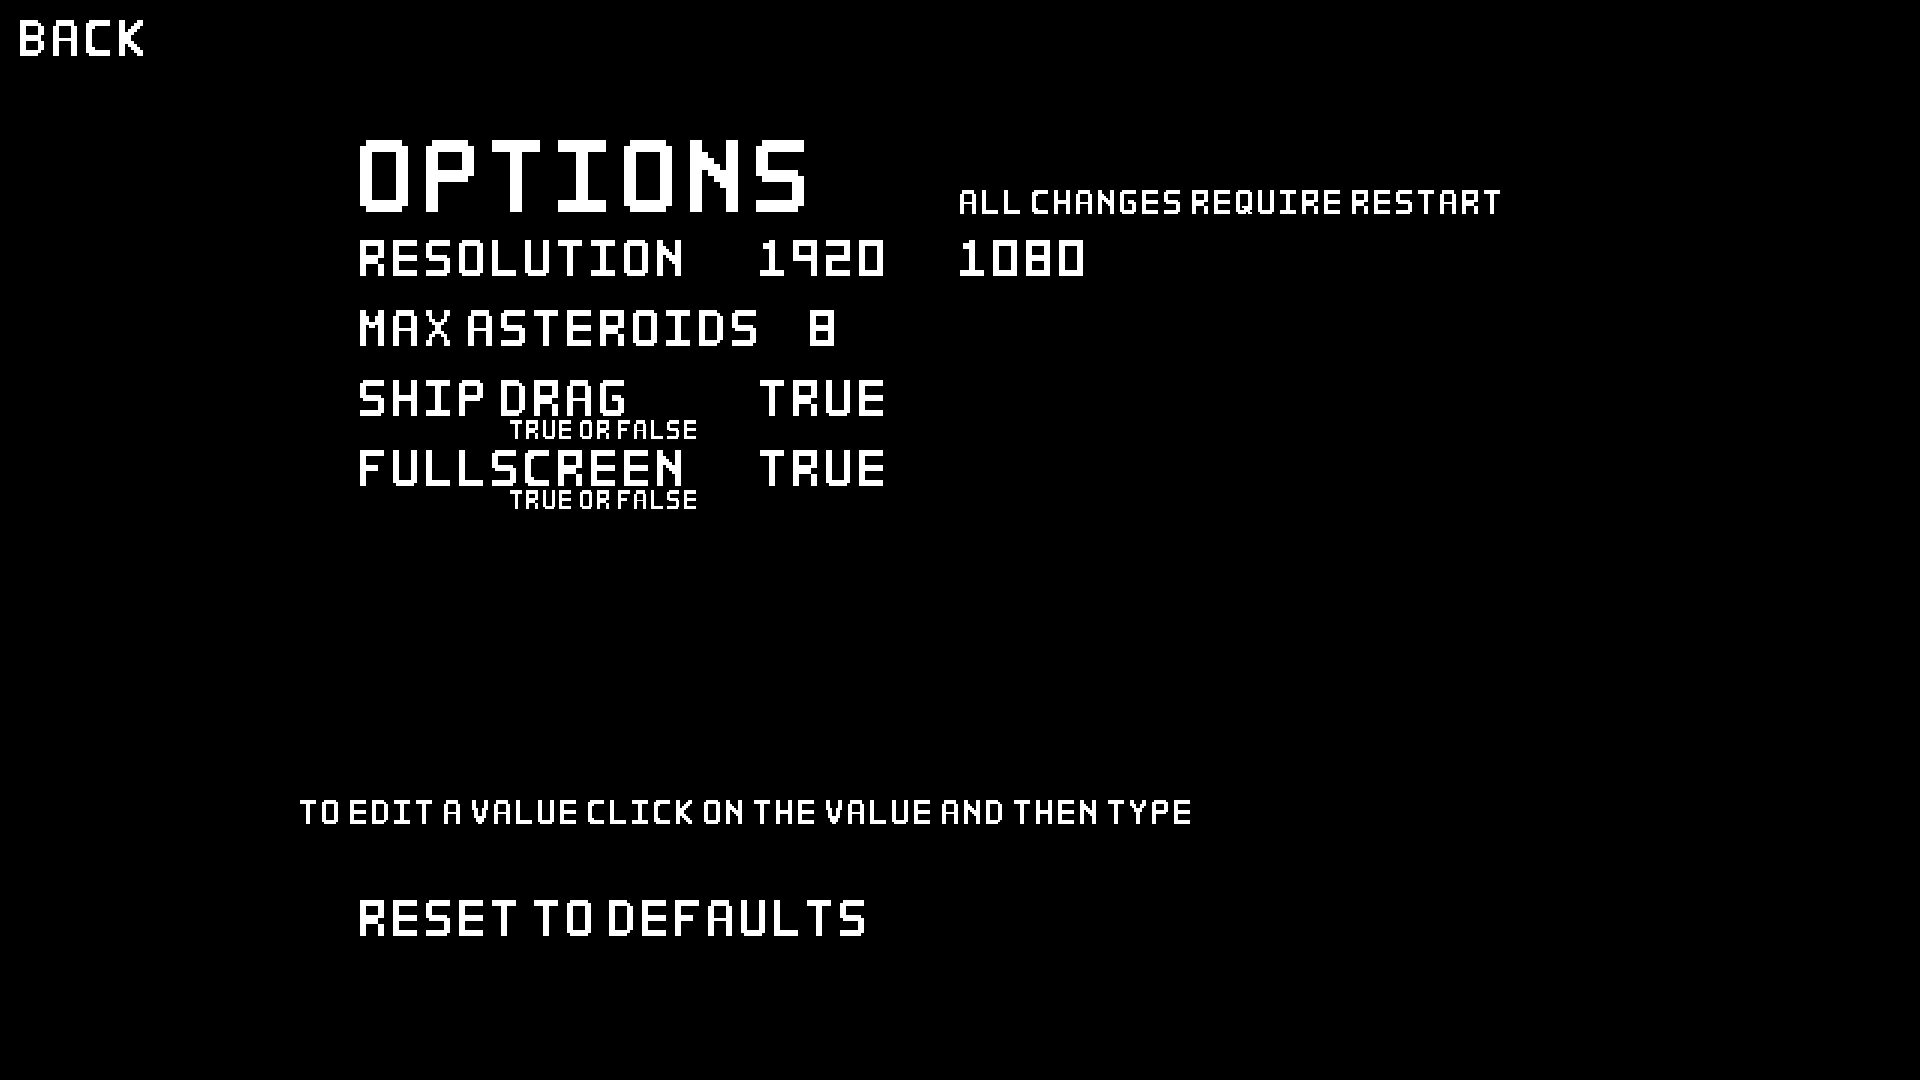 BACK
OPTIONS
ALL CHANGES REQUIRE RESTART
RESOLUTION 1920 1080
MAX ASTEROIDS 8
SHIP DRAG TRUE
TRUE OR FALSE
FULLSCREEN TRUE
TRUE OR FALSE
TO EDIT A VALUE CLICK ON THE VALUE AND THEN TYPE
RESET TO DEFAULTS